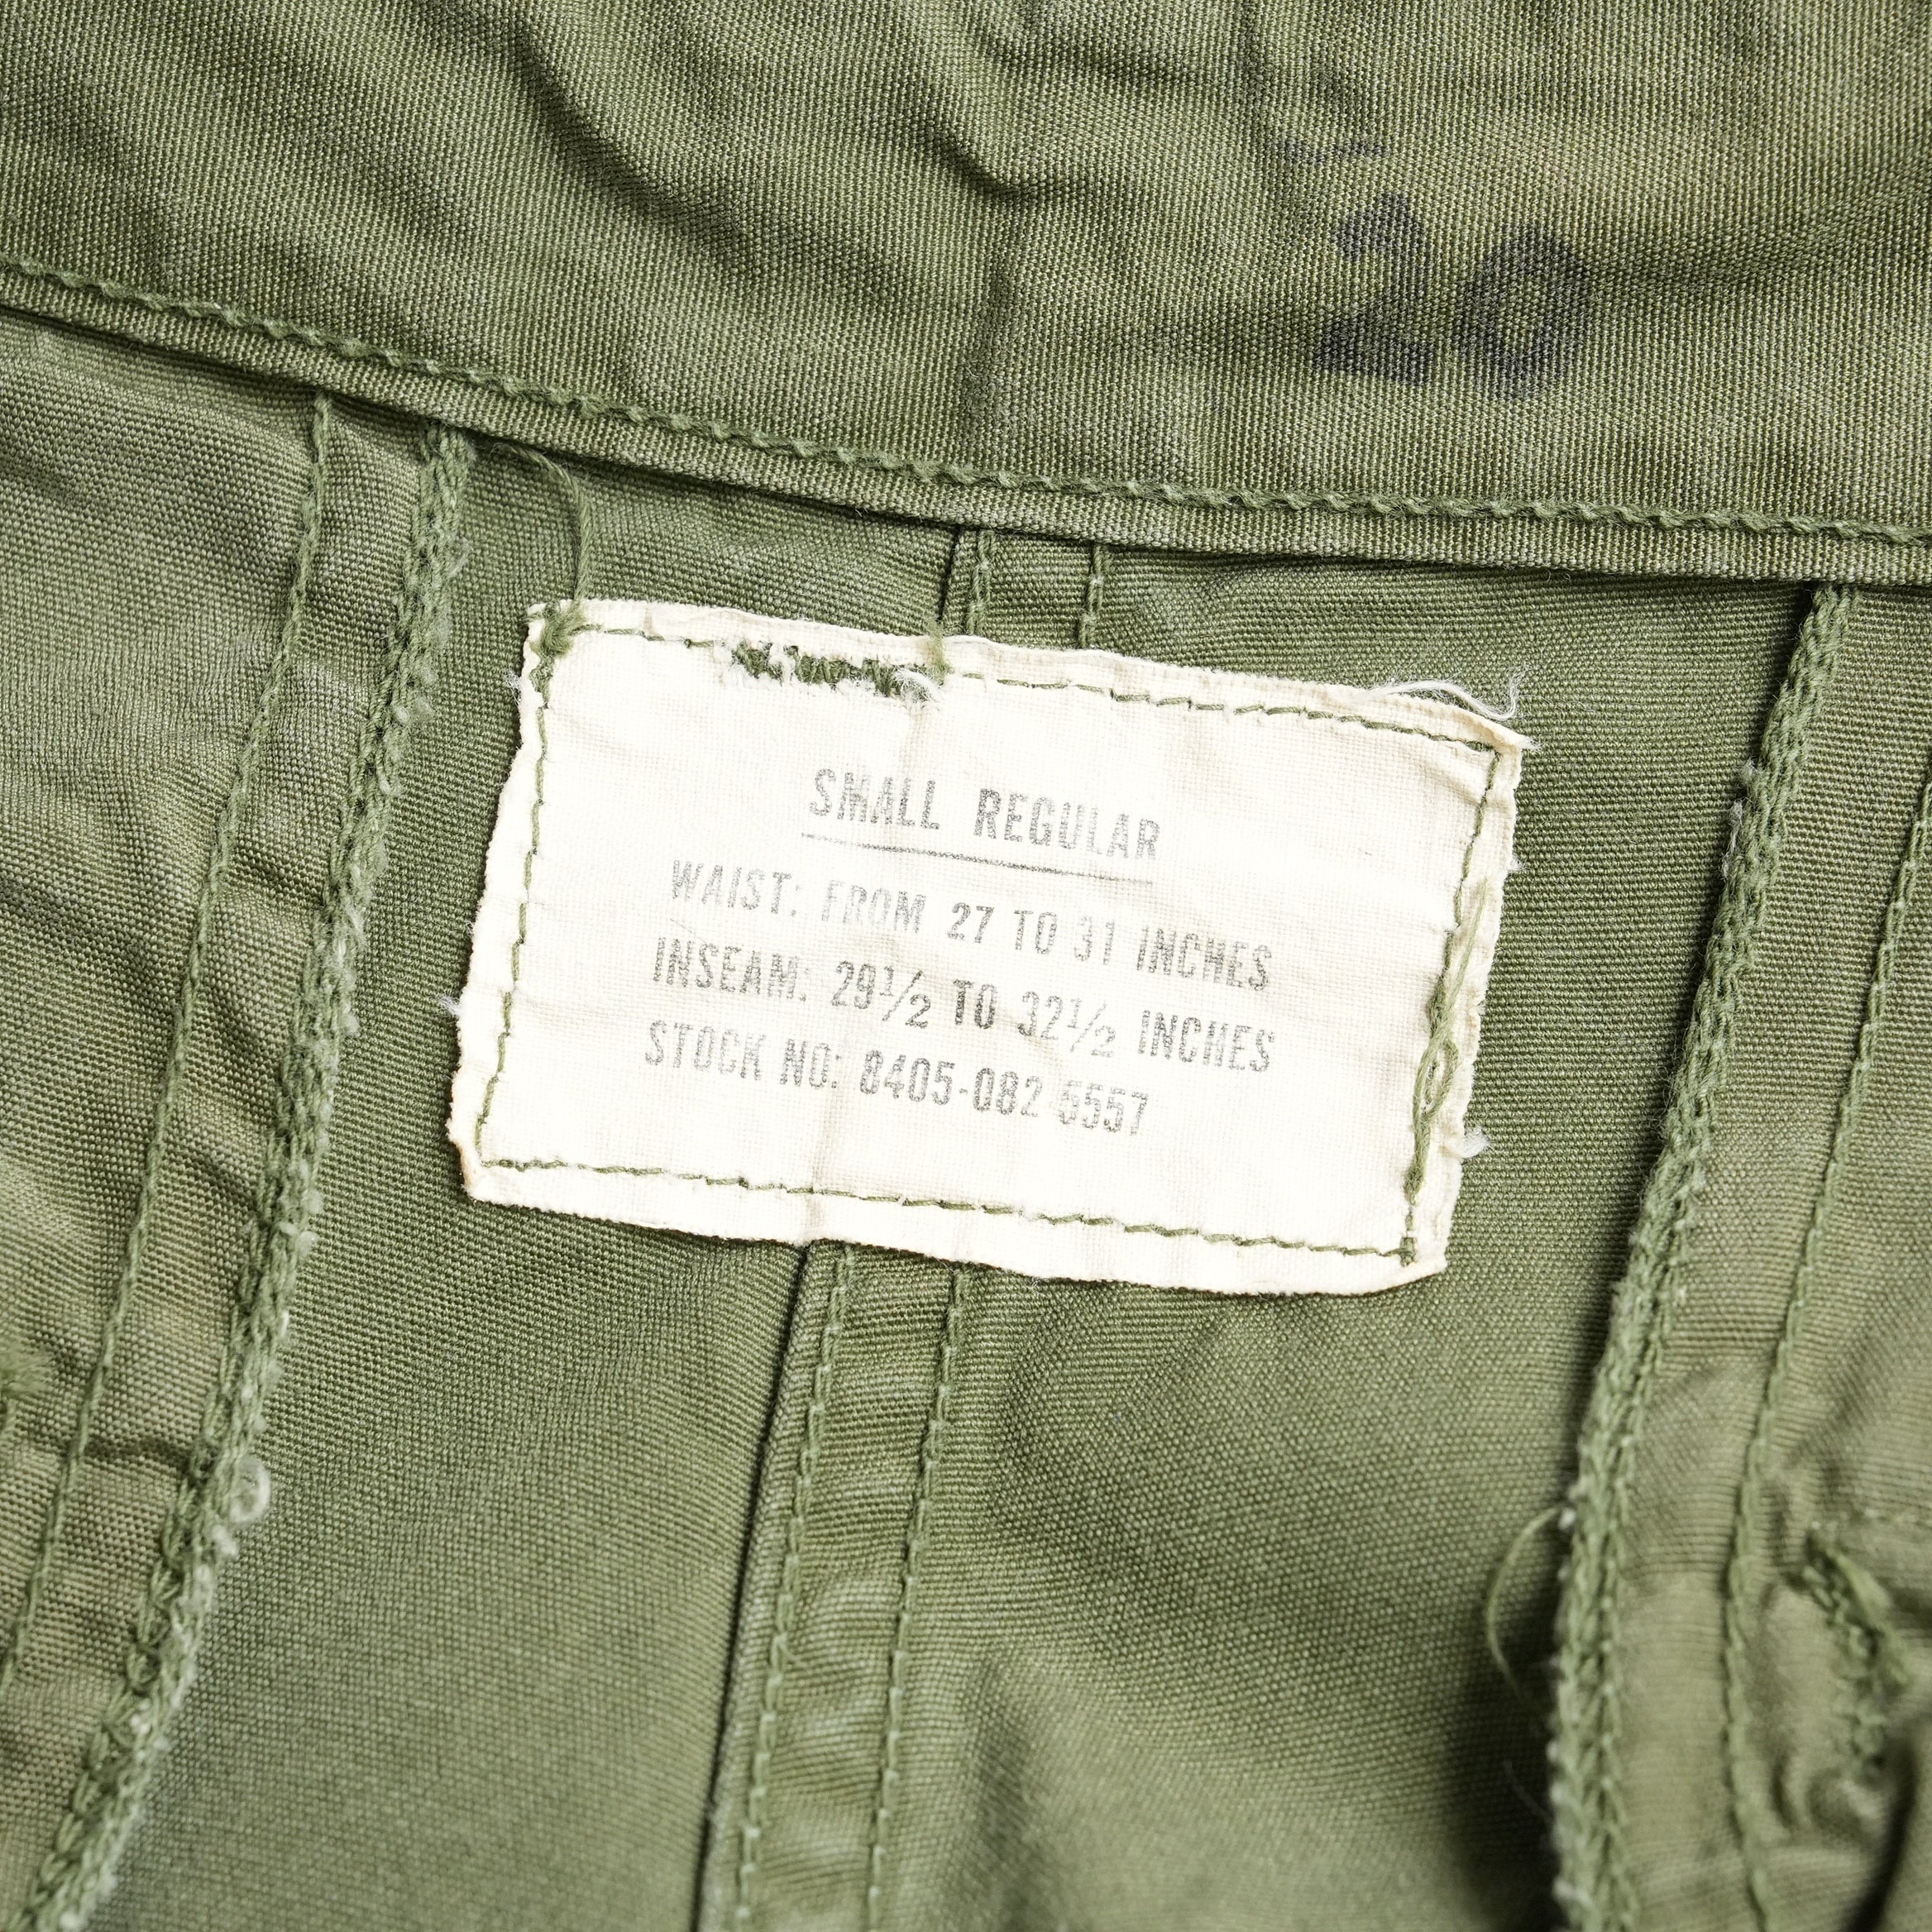 20
SMALL REGULAR
WAIST: FROM 27 TO 31 INCHES
INSEAM: 29½ TO 32½ INCHES
STOCK NO: 8405-082-5557